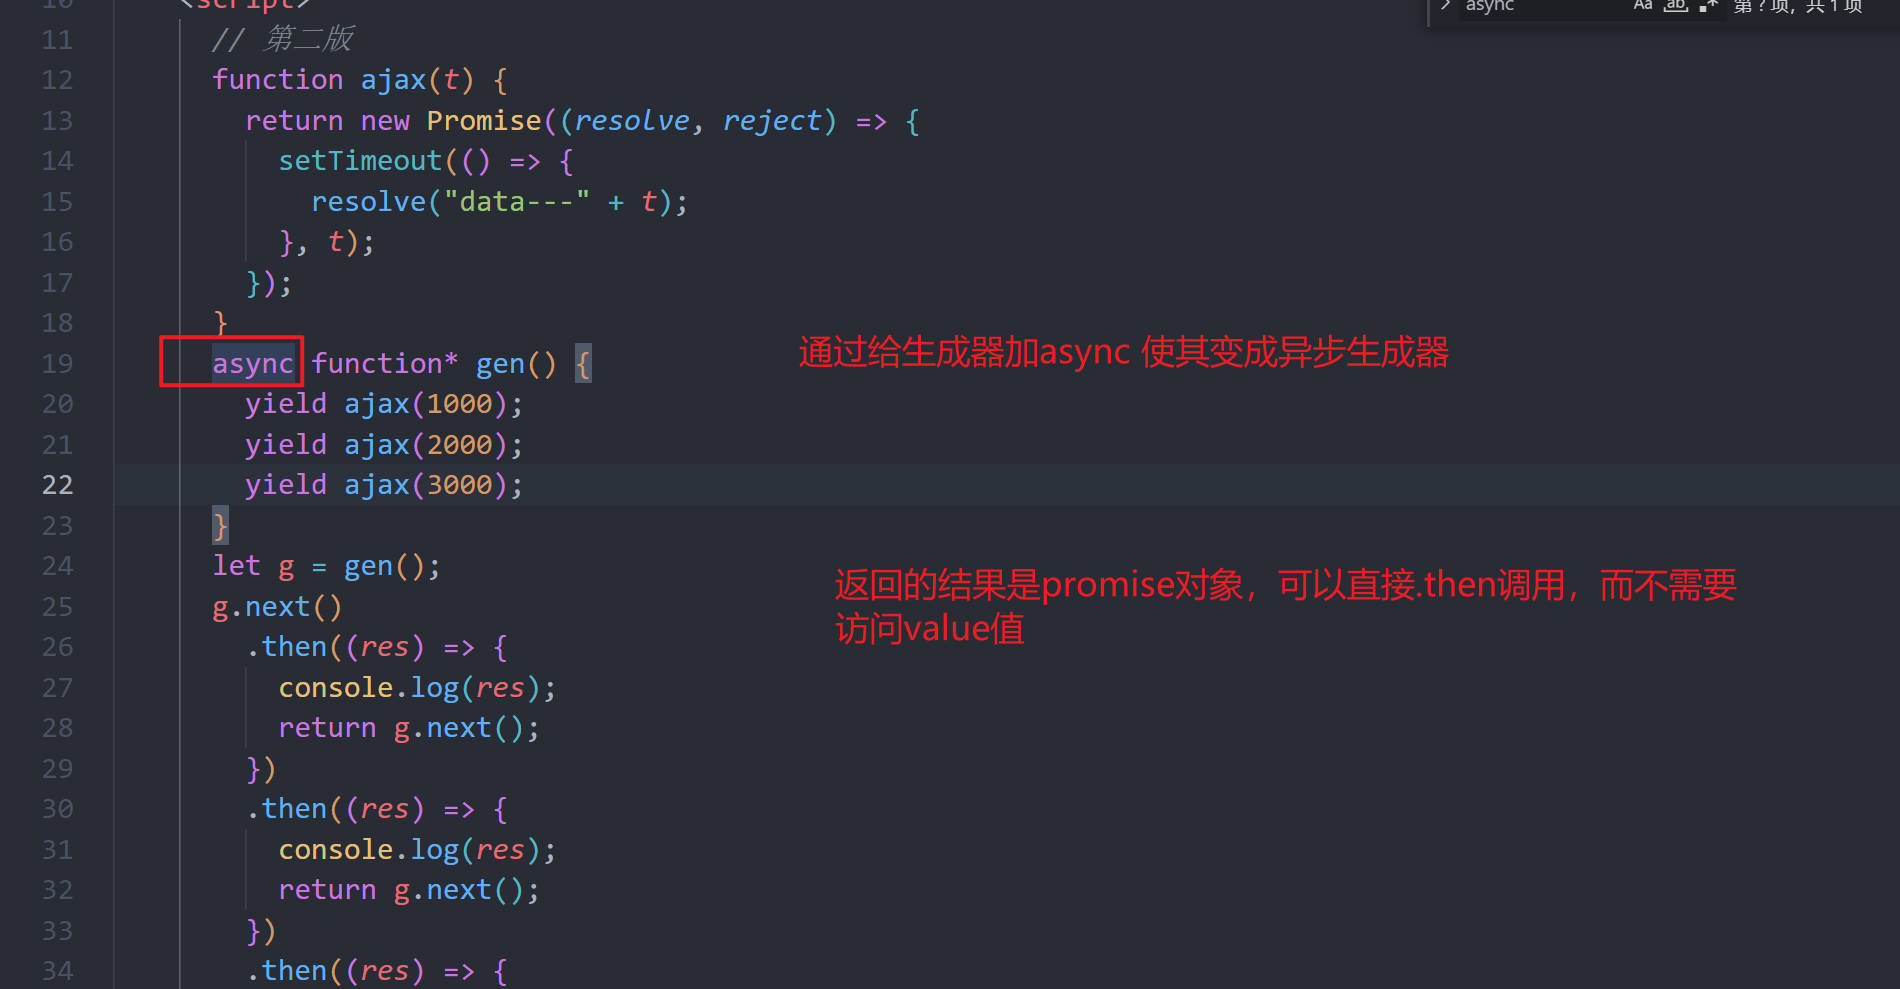 10 <script>
async Aa ab 第 ? 项，共 1 项
11 // 第二版
12 function ajax(t) {
13 return new Promise((resolve, reject) => {
14 setTimeout(() => {
15 resolve("data---" + t);
16 }, t);
17 });
18 }
19 async function* gen() {
通过给生成器加async 使其变成异步生成器
20 yield ajax(1000);
21 yield ajax(2000);
22 yield ajax(3000);
23 }
24 let g = gen();
返回的结果是promise对象，可以直接.then调用，而不需要
访问value值
25 g.next()
26 .then((res) => {
27 console.log(res);
28 return g.next();
29 })
30 .then((res) => {
31 console.log(res);
32 return g.next();
33 })
34 .then((res) => {